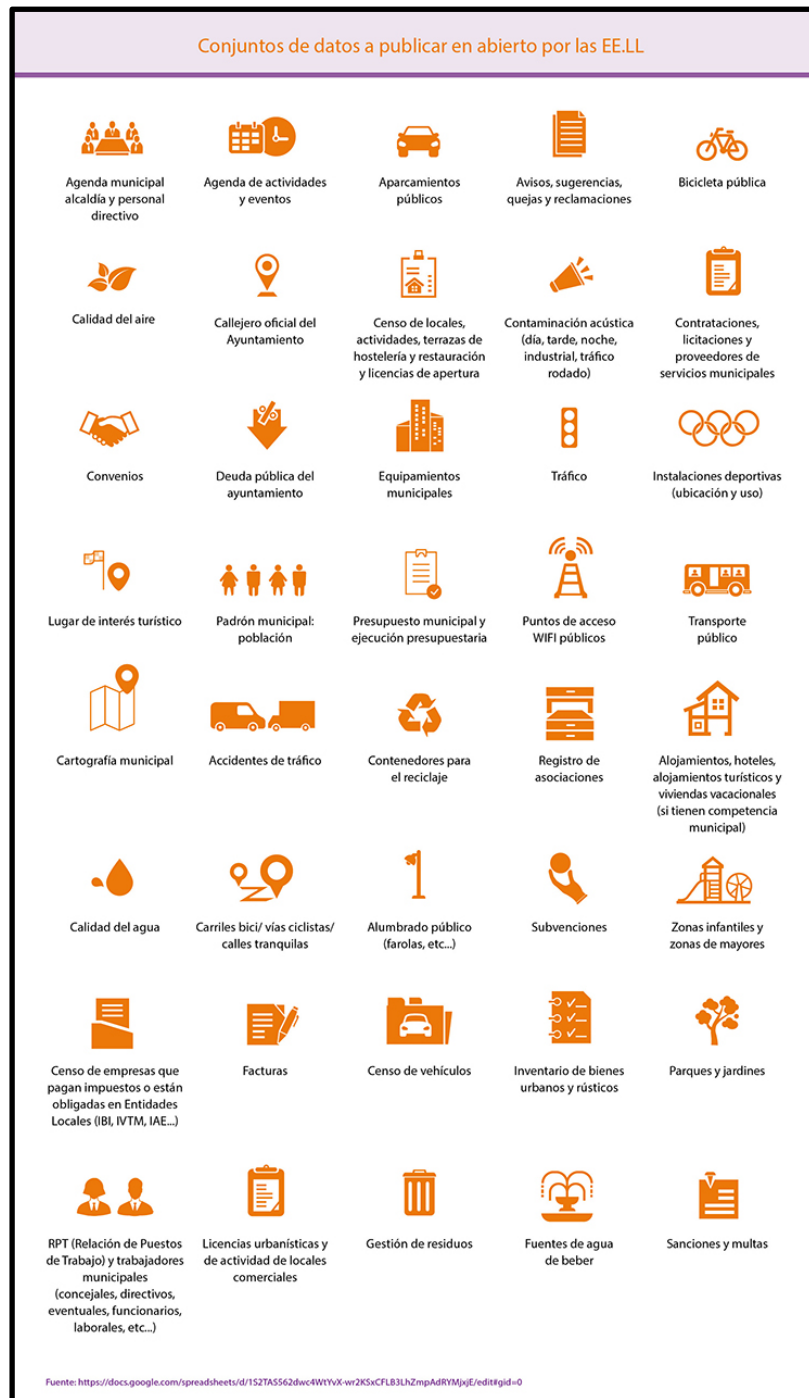 Conjuntos de datos a publicar en abierto por las EE.LL
Agenda municipal
alcaldía y personal
directivo
Agenda de actividades
y eventos
Aparcamientos
públicos
Avisos, sugerencias,
quejas y reclamaciones
Bicicleta pública
Calidad del aire
Callejero oficial del
Ayuntamiento
Censo de locales,
actividades, terrazas de
hostelería y restauración
y licencias de apertura
Contaminación acústica
(día, tarde, noche,
industrial, tráfico
rodado)
Contrataciones,
licitaciones y
proveedores de
servicios municipales
Convenios
Deuda pública del
ayuntamiento
Equipamientos
municipales
Tráfico
Instalaciones deportivas
(ubicación y uso)
Lugar de interés turístico
Padrón municipal:
población
Presupuesto municipal y
ejecución presupuestaria
Puntos de acceso
WIFI públicos
Transporte
público
Cartografía municipal
Accidentes de tráfico
Contenedores para
el reciclaje
Registro de
asociaciones
Alojamientos, hoteles,
alojamientos turísticos y
viviendas vacacionales
(si tienen competencia
municipal)
Calidad del agua
Carriles bici/ vías ciclistas/
calles tranquilas
Alumbrado público
(farolas, etc...)
Subvenciones
Zonas infantiles y
zonas de mayores
Censo de empresas que
pagan impuestos o están
obligadas en Entidades
Locales (IBI, IVTM, IAE...)
Facturas
Censo de vehículos
Inventario de bienes
urbanos y rústicos
Parques y jardines
RPT (Relación de Puestos
de Trabajo) y trabajadores
municipales
(concejales, directivos,
eventuales, funcionarios,
laborales, etc...)
Licencias urbanísticas y
de actividad de locales
comerciales
Gestión de residuos
Fuentes de agua
de beber
Sanciones y multas
Fuente: https://docs.google.com/spreadsheets/d/1S2TAS562dwc4WtYvX-wr2KSxCFLB3LhZmpAdRYMjxjE/edit#gid=0